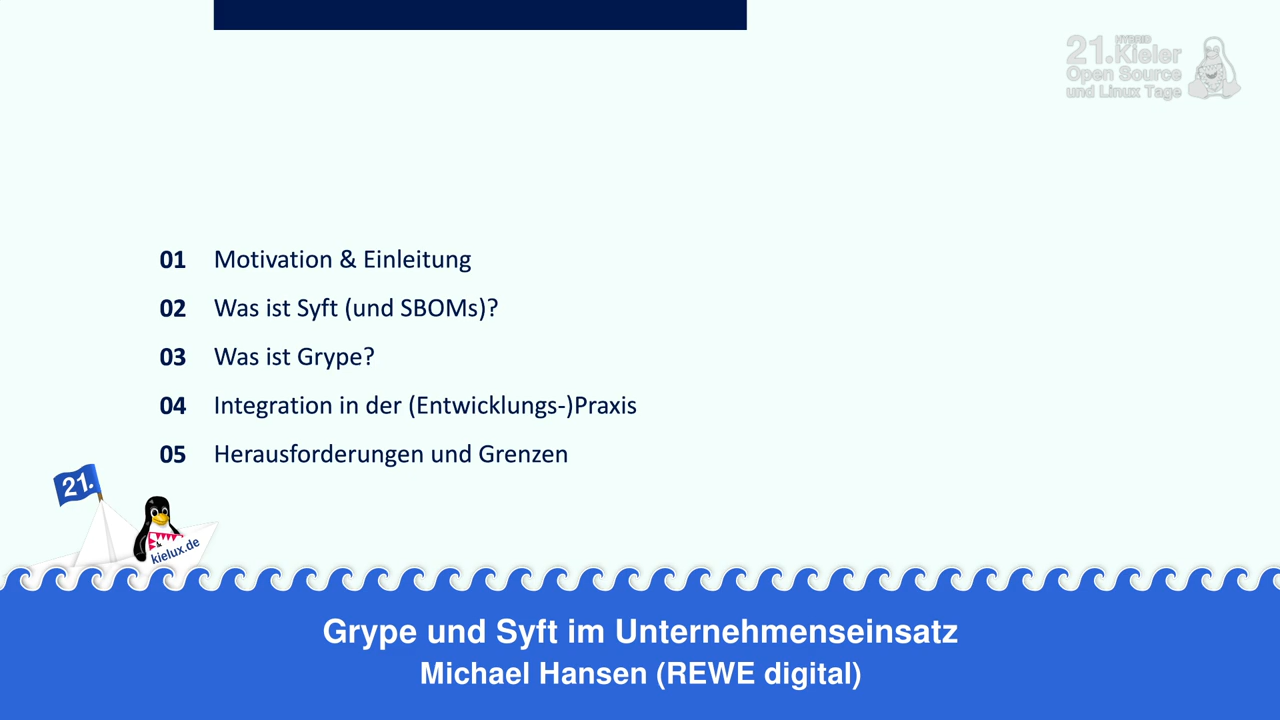 HYBRID
21.Kieler
Open Source
und Linux Tage
01 Motivation & Einleitung
02 Was ist Syft (und SBOMs)?
03 Was ist Grype?
04 Integration in der (Entwicklungs-)Praxis
05 Herausforderungen und Grenzen
21.
kielux.de
Grype und Syft im Unternehmenseinsatz
Michael Hansen (REWE digital)